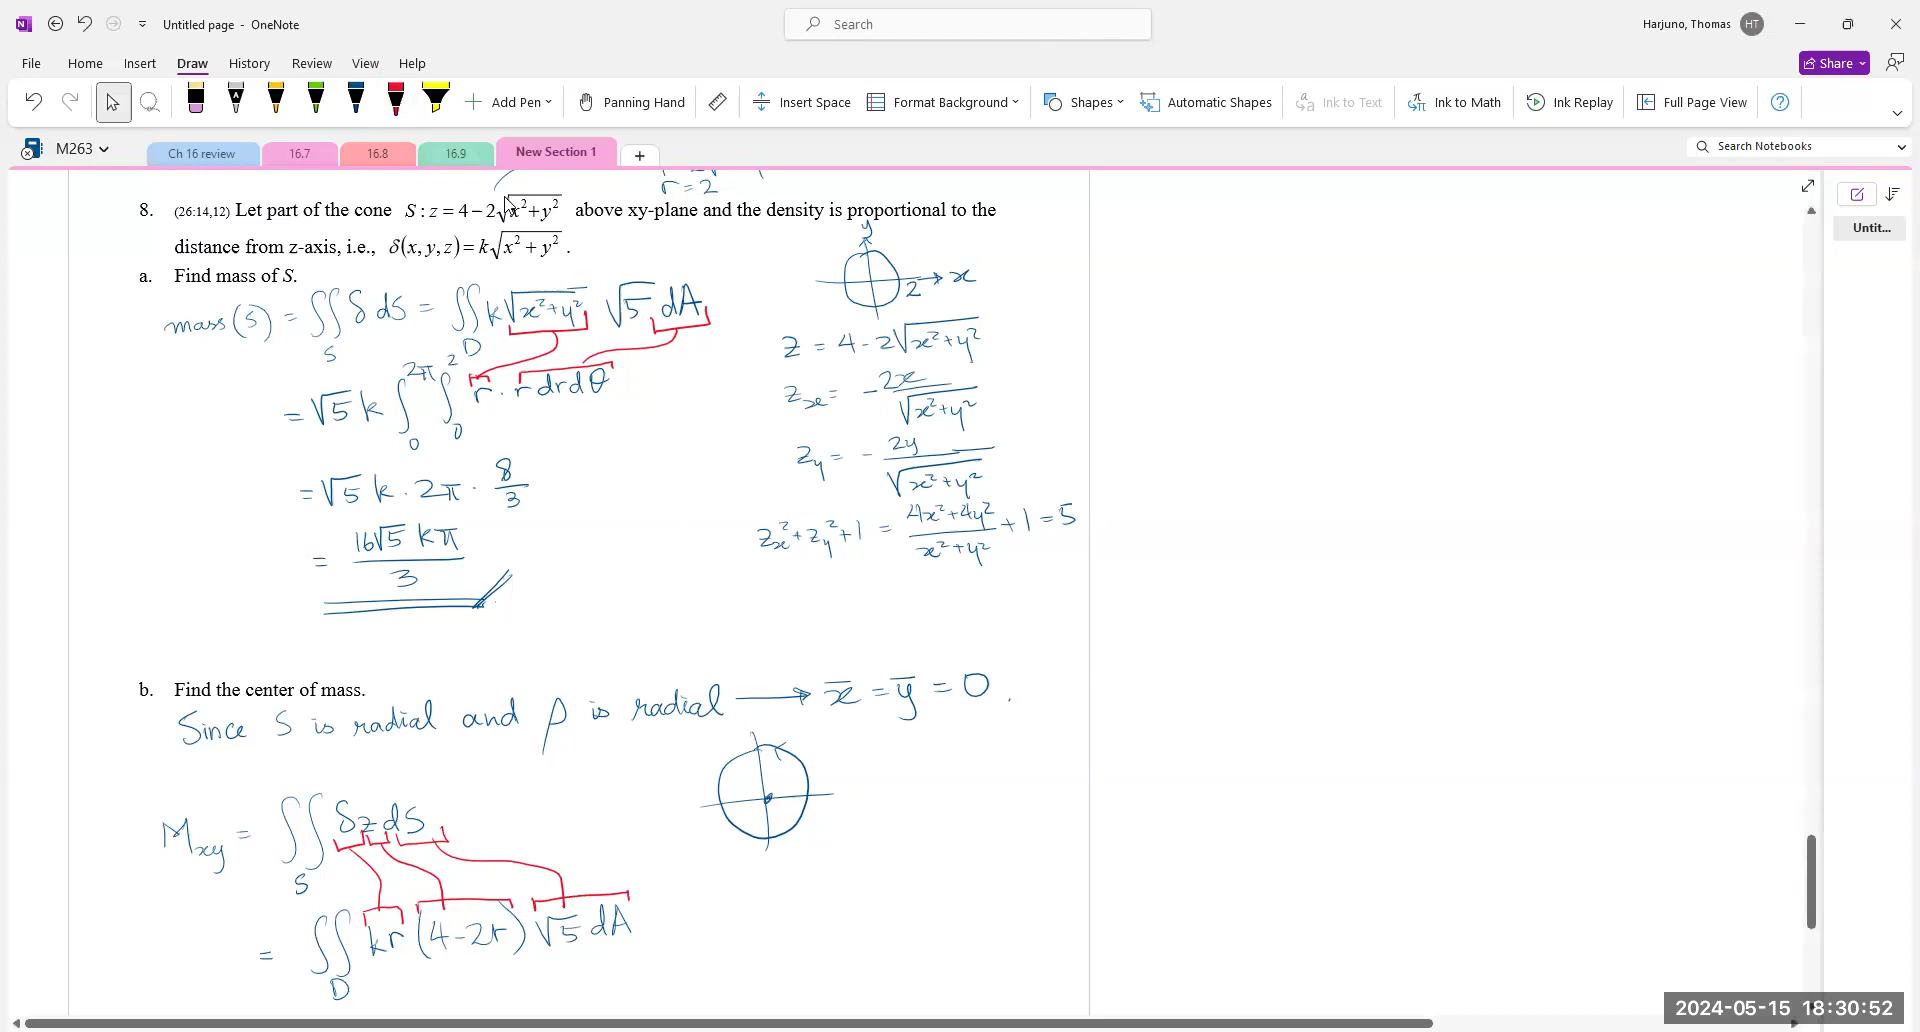 Untitled page - OneNote
Search
Harjuno, Thomas
HT
File Home Insert Draw History Review View Help
Share
Add Pen
Panning Hand
Insert Space
Format Background
Shapes
Automatic Shapes
Ink to Text
Ink to Math
Ink Replay
Full Page View
M263
Ch 16 review
16.7
16.8
16.9
New Section 1
+
Search Notebooks
Untit...
r = 2
8. (26:14,12) Let part of the cone S : z = 4 − 2√(x²+y²) above xy-plane and the density is proportional to the
distance from z-axis, i.e., δ(x, y, z) = k√(x² + y²) .
y
x
2
a. Find mass of S.
mass(S) = ∬_S δ dS = ∬_D k√(x²+y²) √5 dA
= √5 k ∫_0^2π ∫_0^2 r · r dr dθ
= √5 k · 2π · 8/3
= 16√5 kπ / 3
z = 4 - 2√(x²+y²)
z_x = - 2x / √(x²+y²)
z_y = - 2y / √(x²+y²)
z_x² + z_y² + 1 = (4x²+4y²) / (x²+y²) + 1 = 5
b. Find the center of mass.
Since S is radial and ρ is radial → x̄ = ȳ = 0 .
M_xy = ∬_S δ z dS
= ∬_D kr (4-2r) √5 dA
2024-05-15 18:30:52